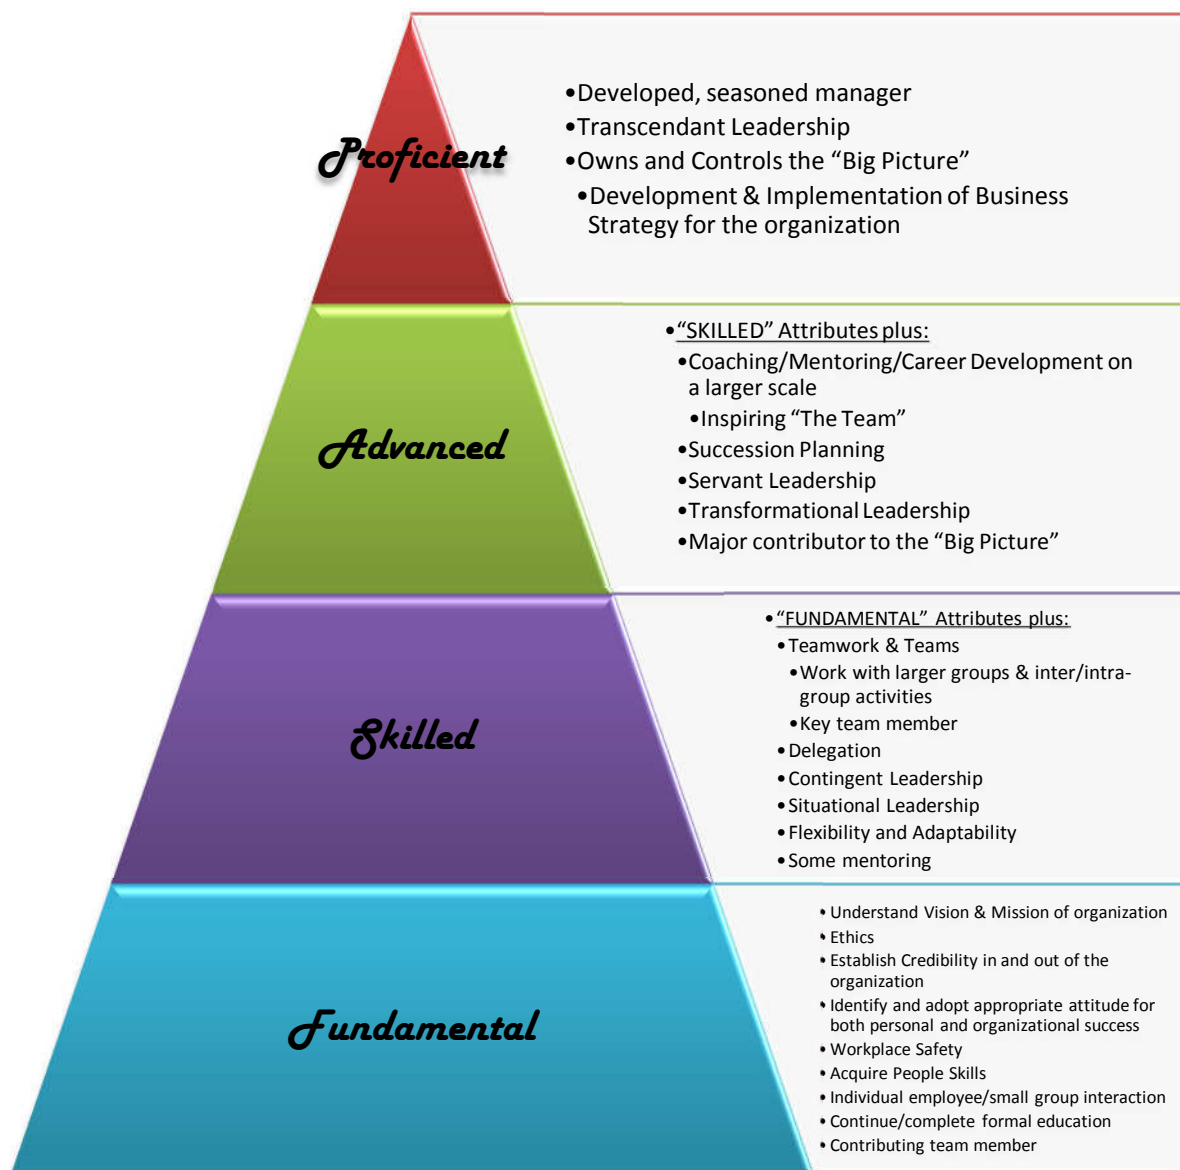 Proficient
•Developed, seasoned manager
•Transcendant Leadership
•Owns and Controls the “Big Picture”
•Development & Implementation of Business
Strategy for the organization
Advanced
•“SKILLED” Attributes plus:
•Coaching/Mentoring/Career Development on
a larger scale
•Inspiring “The Team”
•Succession Planning
•Servant Leadership
•Transformational Leadership
•Major contributor to the “Big Picture”
Skilled
•“FUNDAMENTAL” Attributes plus:
•Teamwork & Teams
•Work with larger groups & inter/intra-
group activities
•Key team member
•Delegation
•Contingent Leadership
•Situational Leadership
•Flexibility and Adaptability
•Some mentoring
Fundamental
• Understand Vision & Mission of organization
• Ethics
• Establish Credibility in and out of the
organization
• Identify and adopt appropriate attitude for
both personal and organizational success
• Workplace Safety
• Acquire People Skills
• Individual employee/small group interaction
• Continue/complete formal education
• Contributing team member